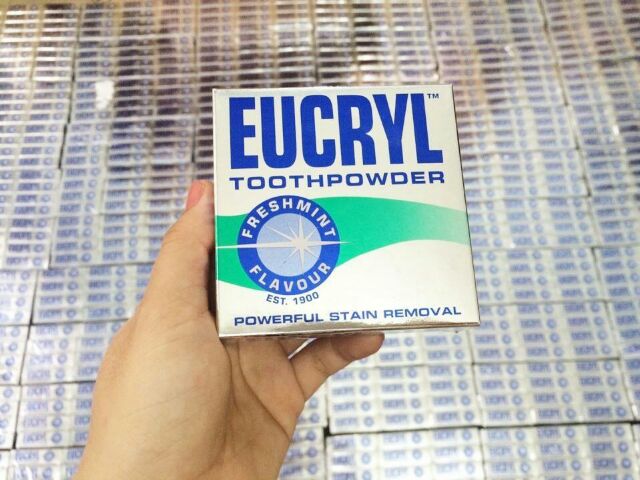 EUCRYL™
TOOTHPOWDER
FRESHMINT
FLAVOUR
EST. 1900
POWERFUL STAIN REMOVAL